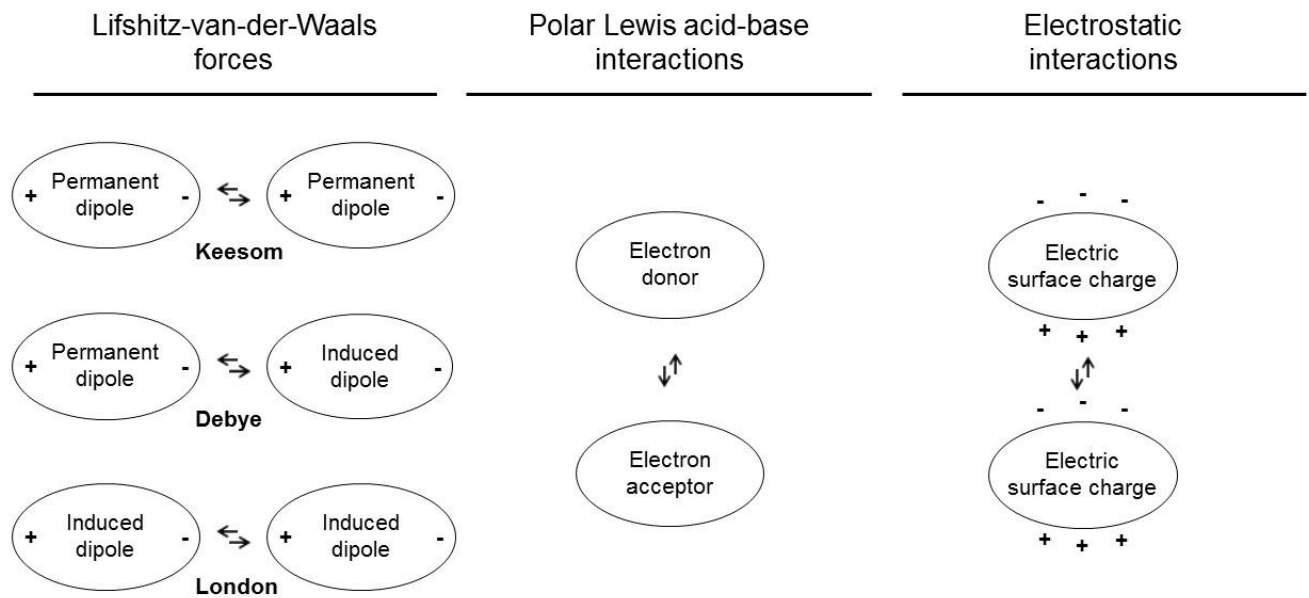 Lifshitz-van-der-Waals
forces
Polar Lewis acid-base
interactions
Electrostatic
interactions
+ Permanent -
dipole
+ Permanent -
dipole
Keesom
+ Permanent -
dipole
+ Induced -
dipole
Debye
+ Induced -
dipole
+ Induced -
dipole
London
Electron
donor
Electron
acceptor
- - -
Electric
surface charge
+ + +
- - -
Electric
surface charge
+ + +